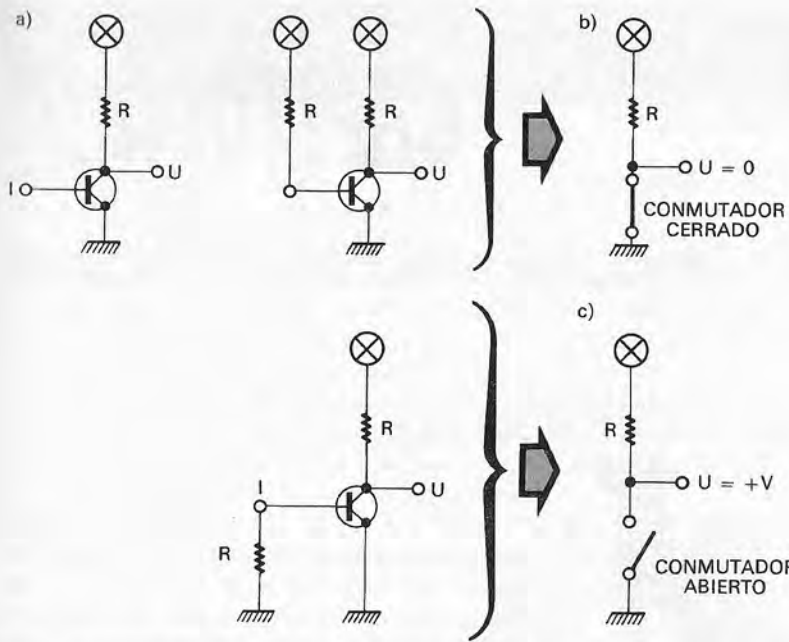 a)
R
I
U
R
R
U
b)
R
U = 0
CONMUTADOR
CERRADO
R
I
U
R
c)
R
U = +V
CONMUTADOR
ABIERTO